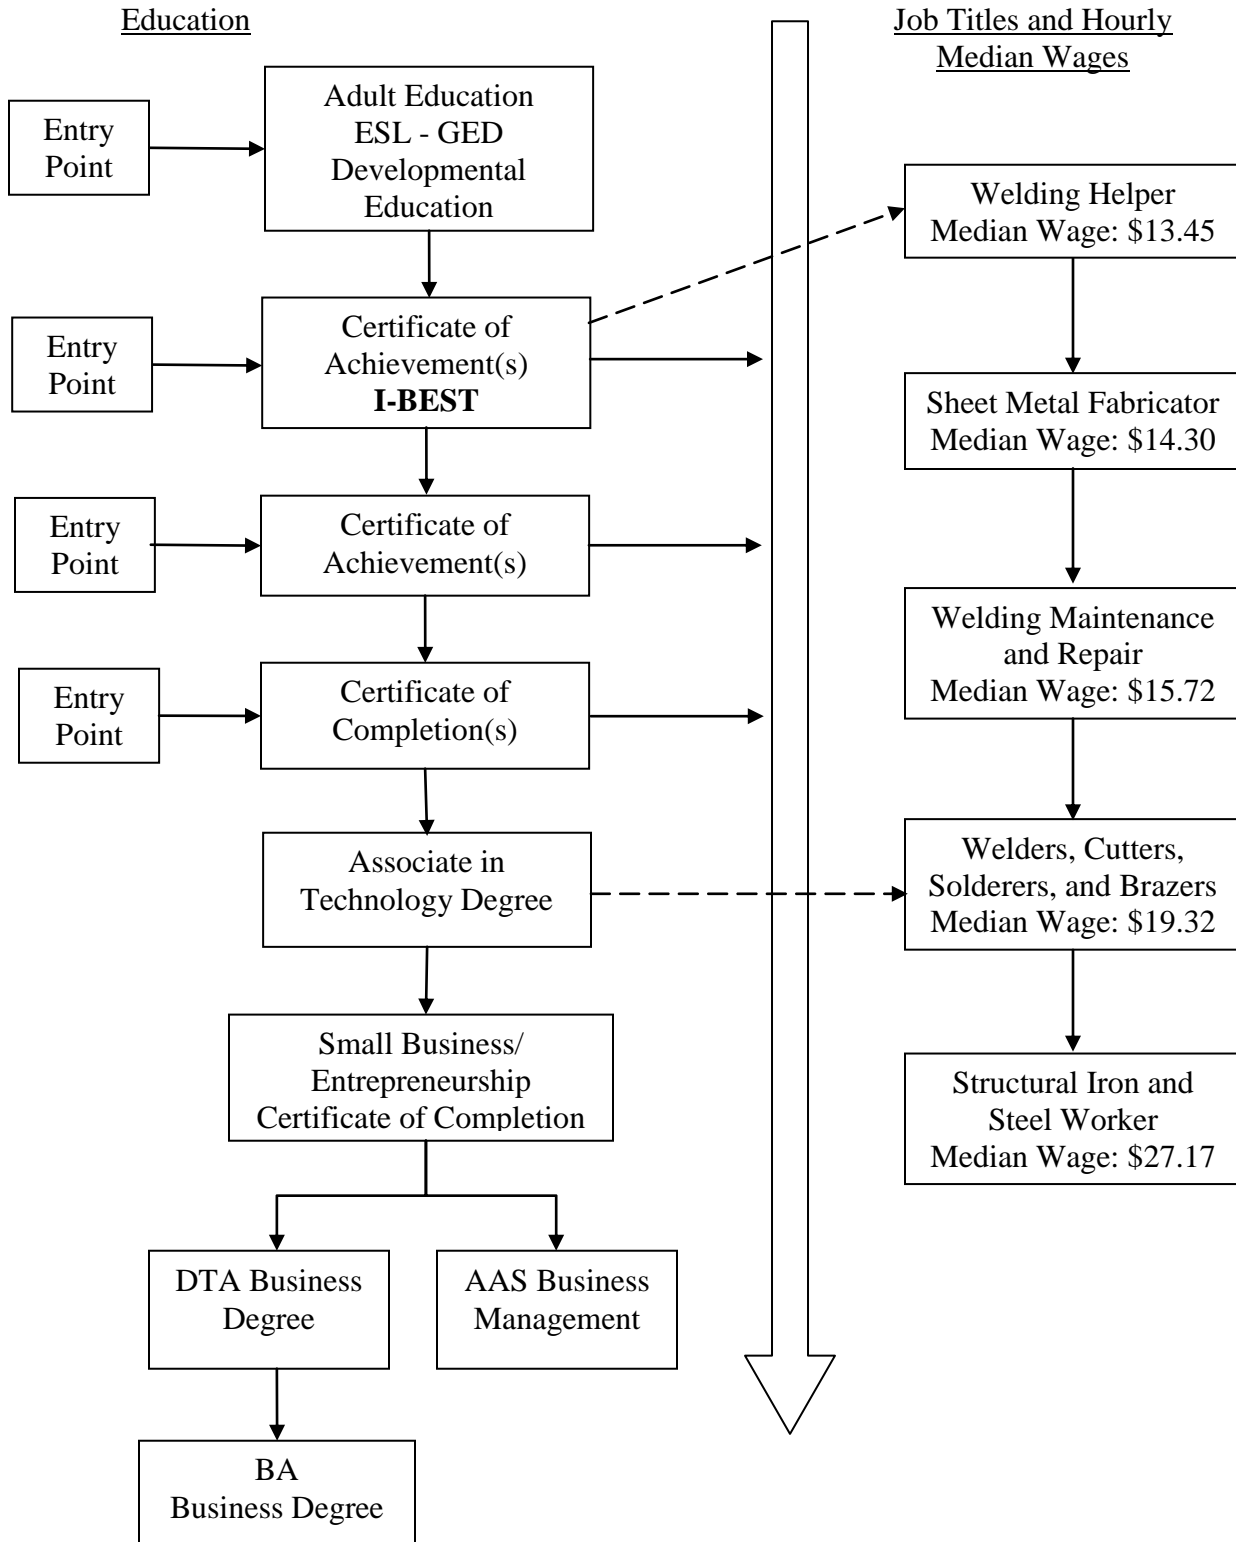 Education
Job Titles and Hourly
Median Wages
Entry
Point
Adult Education
ESL - GED
Developmental
Education
Welding Helper
Median Wage: $13.45
Entry
Point
Certificate of
Achievement(s)
I-BEST
Sheet Metal Fabricator
Median Wage: $14.30
Entry
Point
Certificate of
Achievement(s)
Welding Maintenance
and Repair
Median Wage: $15.72
Entry
Point
Certificate of
Completion(s)
Associate in
Technology Degree
Welders, Cutters,
Solderers, and Brazers
Median Wage: $19.32
Small Business/
Entrepreneurship
Certificate of Completion
Structural Iron and
Steel Worker
Median Wage: $27.17
DTA Business
Degree
AAS Business
Management
BA
Business Degree